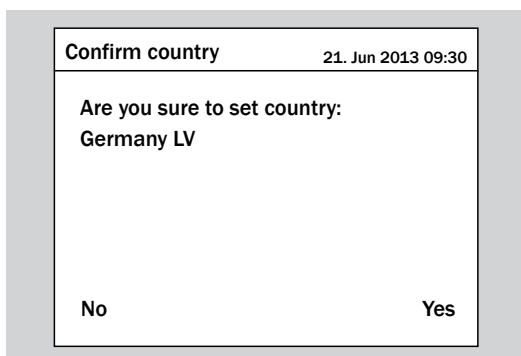 Confirm country 21. Jun 2013 09:30
Are you sure to set country:
Germany LV
No Yes